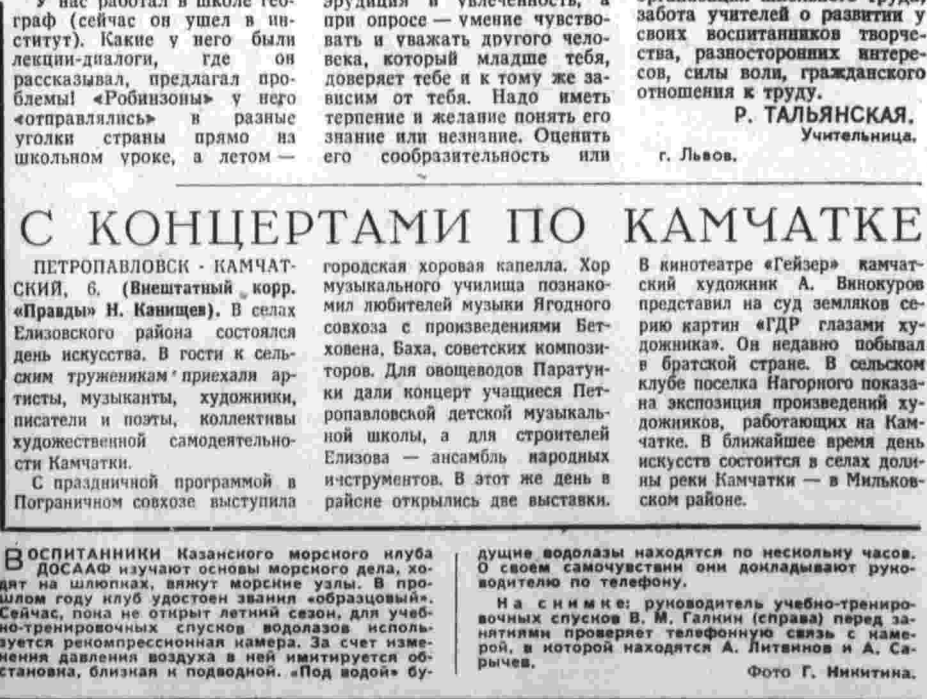 У нас работал в школе гео-
граф (сейчас он ушел в ин-
ститут). Какие у него были
лекции-диалоги, где он
рассказывал, предлагал про-
блемы! «Робинзоны» у него
«отправлялись» в разные
уголки страны прямо на
школьном уроке, а летом —
эрудиция и увлеченность, а
при опросе — умение чувство-
вать и уважать другого чело-
века, который младше тебя,
доверяет тебе и к тому же за-
висим от тебя. Надо иметь
терпение и желание понять его
знание или незнание. Оценить
его сообразительность или
забота учителей о развитии у
своих воспитанников творче-
ства, разносторонних интере-
сов, силы воли, гражданского
отношения к труду.
Р. ТАЛЬЯНСКАЯ.
Учительница.
г. Львов.
С КОНЦЕРТАМИ ПО КАМЧАТКЕ
ПЕТРОПАВЛОВСК - КАМЧАТ-
СКИЙ, 6. (Внештатный корр.
«Правды» Н. Канищев). В селах
Елизовского района состоялся
день искусства. В гости к сель-
ским труженикам приехали ар-
тисты, музыканты, художники,
писатели и поэты, коллективы
художественной самодеятельно-
сти Камчатки.
С праздничной программой в
Пограничном совхозе выступила
городская хоровая капелла. Хор
музыкального училища познако-
мил любителей музыки Ягодного
совхоза с произведениями Бет-
ховена, Баха, советских компози-
торов. Для овощеводов Паратун-
ки дали концерт учащиеся Пет-
ропавловской детской музыкаль-
ной школы, а для строителей
Елизова — ансамбль народных
инструментов. В этот же день в
районе открылись две выставки.
В кинотеатре «Гейзер» камчат-
ский художник А. Винокуров
представил на суд земляков се-
рию картин «ГДР глазами ху-
дожника». Он недавно побывал
в братской стране. В сельском
клубе поселка Нагорного показа-
на экспозиция произведений ху-
дожников, работающих на Кам-
чатке. В ближайшее время день
искусств состоится в селах доли-
ны реки Камчатки — в Мильков-
ском районе.
ВОСПИТАННИКИ Казанского морского клуба
ДОСААФ изучают основы морского дела, хо-
дят на шлюпках, вяжут морские узлы. В про-
шлом году клуб удостоен звания «образцовый».
Сейчас, пока не открыт летний сезон, для учеб-
но-тренировочных спусков водолазов исполь-
зуется рекомпрессионная камера. За счет изме-
нения давления воздуха в ней имитируется об-
становка, близкая и подводной. «Под водой» бу-
дущие водолазы находятся по нескольку часов.
О своем самочувствии они докладывают руко-
водителю по телефону.
На снимке: руководитель учебно-трениро-
вочных спусков В. М. Галкин (справа) перед за-
нятиями проверяет телефонную связь с каме-
рой, в которой находятся А. Литвинов и А. Са-
рычев.
Фото Г. Никитина.